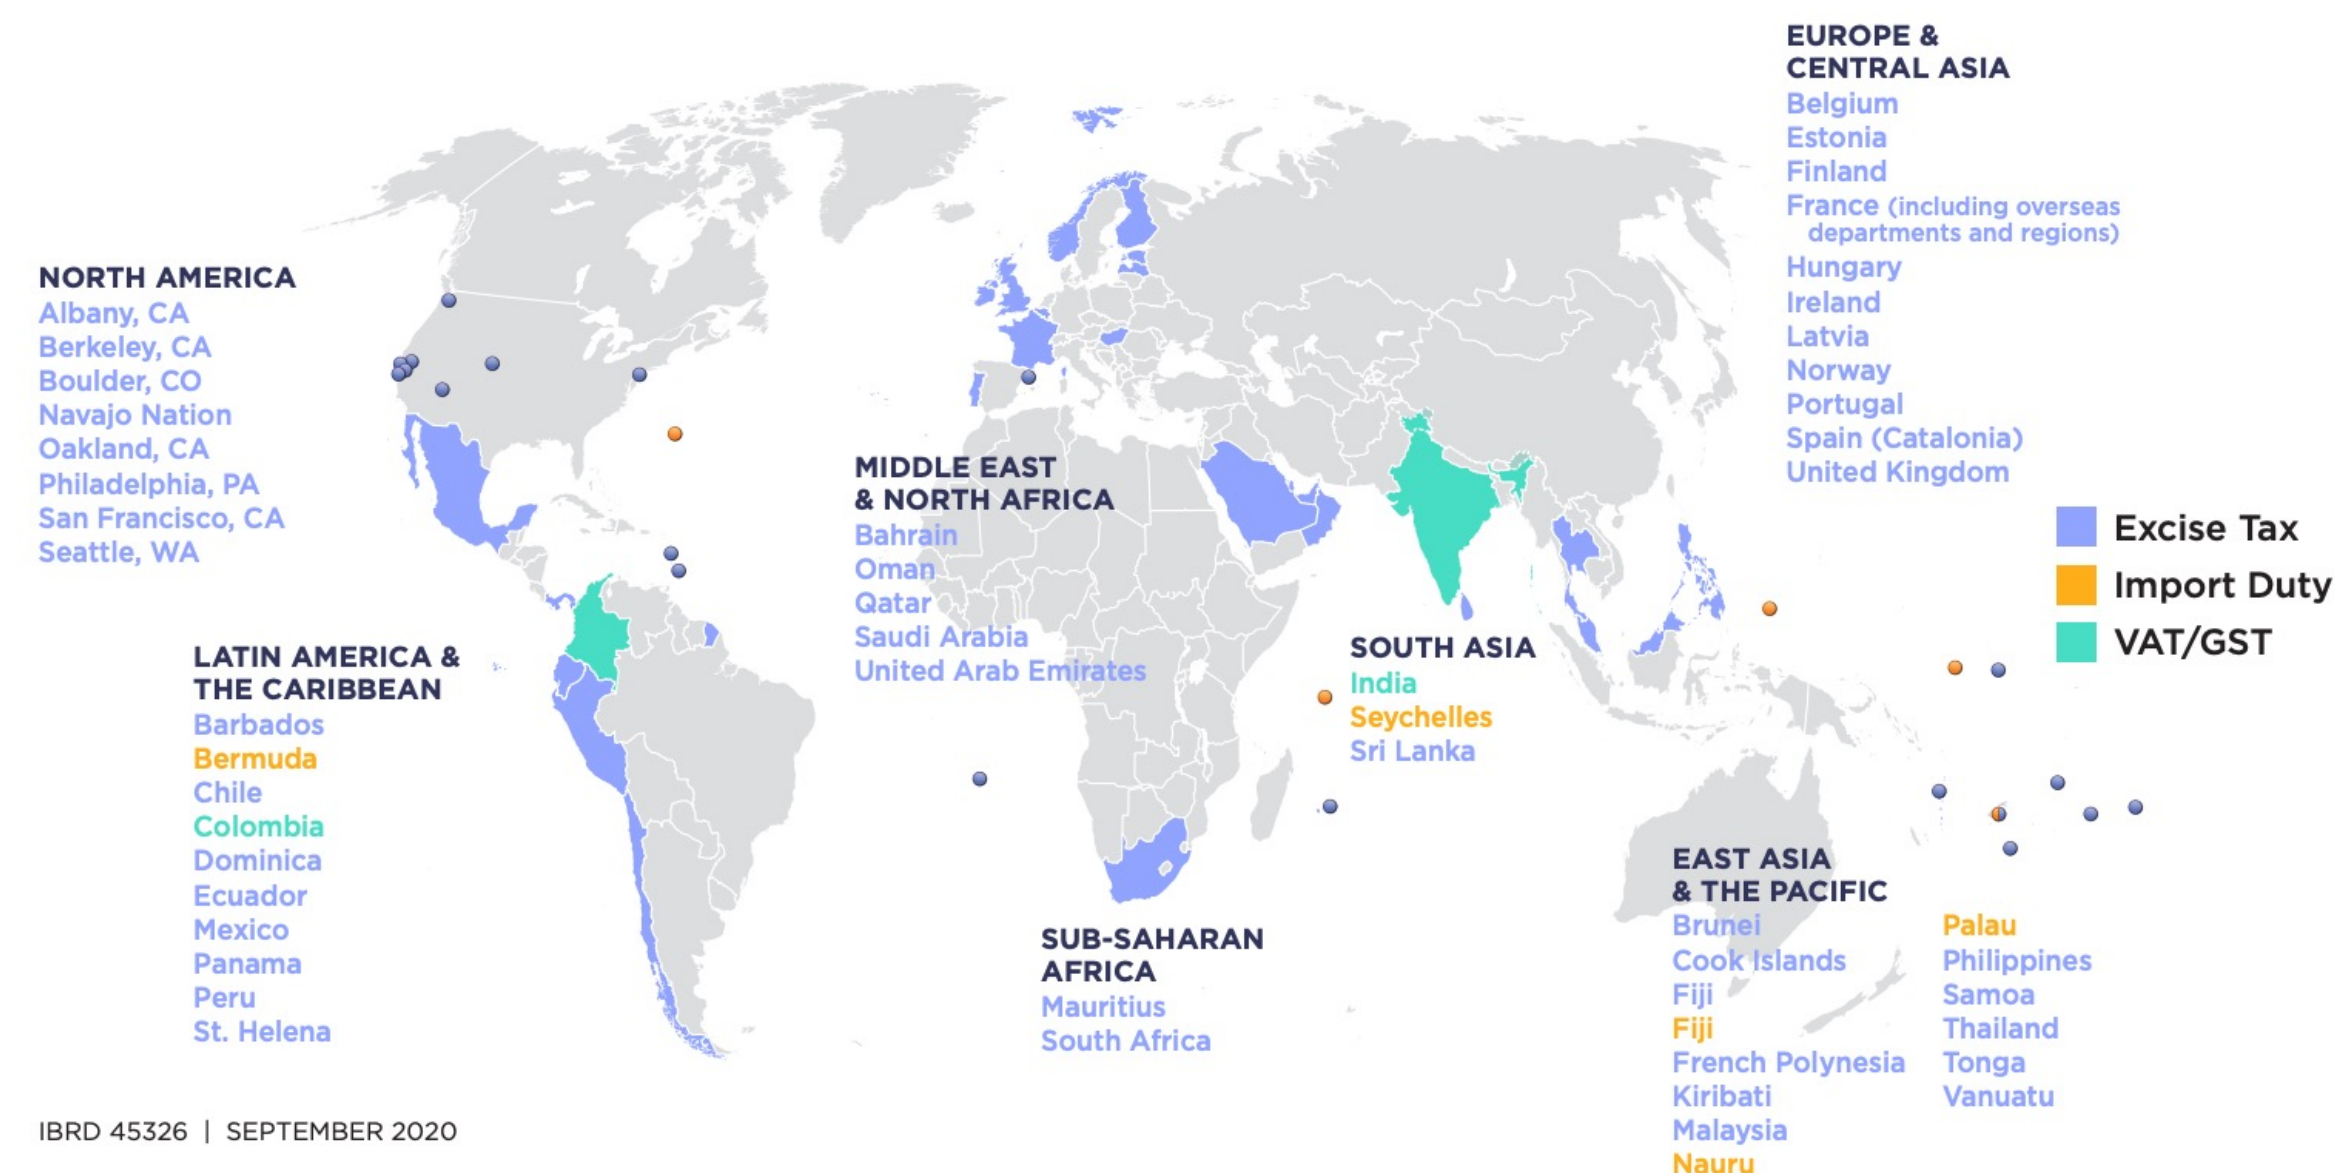 NORTH AMERICA
Albany, CA
Berkeley, CA
Boulder, CO
Navajo Nation
Oakland, CA
Philadelphia, PA
San Francisco, CA
Seattle, WA
LATIN AMERICA &
THE CARIBBEAN
Barbados
Bermuda
Chile
Colombia
Dominica
Ecuador
Mexico
Panama
Peru
St. Helena
MIDDLE EAST
& NORTH AFRICA
Bahrain
Oman
Qatar
Saudi Arabia
United Arab Emirates
SUB-SAHARAN
AFRICA
Mauritius
South Africa
SOUTH ASIA
India
Seychelles
Sri Lanka
EUROPE &
CENTRAL ASIA
Belgium
Estonia
Finland
France (including overseas
departments and regions)
Hungary
Ireland
Latvia
Norway
Portugal
Spain (Catalonia)
United Kingdom
Excise Tax
Import Duty
VAT/GST
EAST ASIA
& THE PACIFIC
Brunei
Cook Islands
Fiji
Fiji
French Polynesia
Kiribati
Malaysia
Nauru
Palau
Philippines
Samoa
Thailand
Tonga
Vanuatu
IBRD 45326 | SEPTEMBER 2020